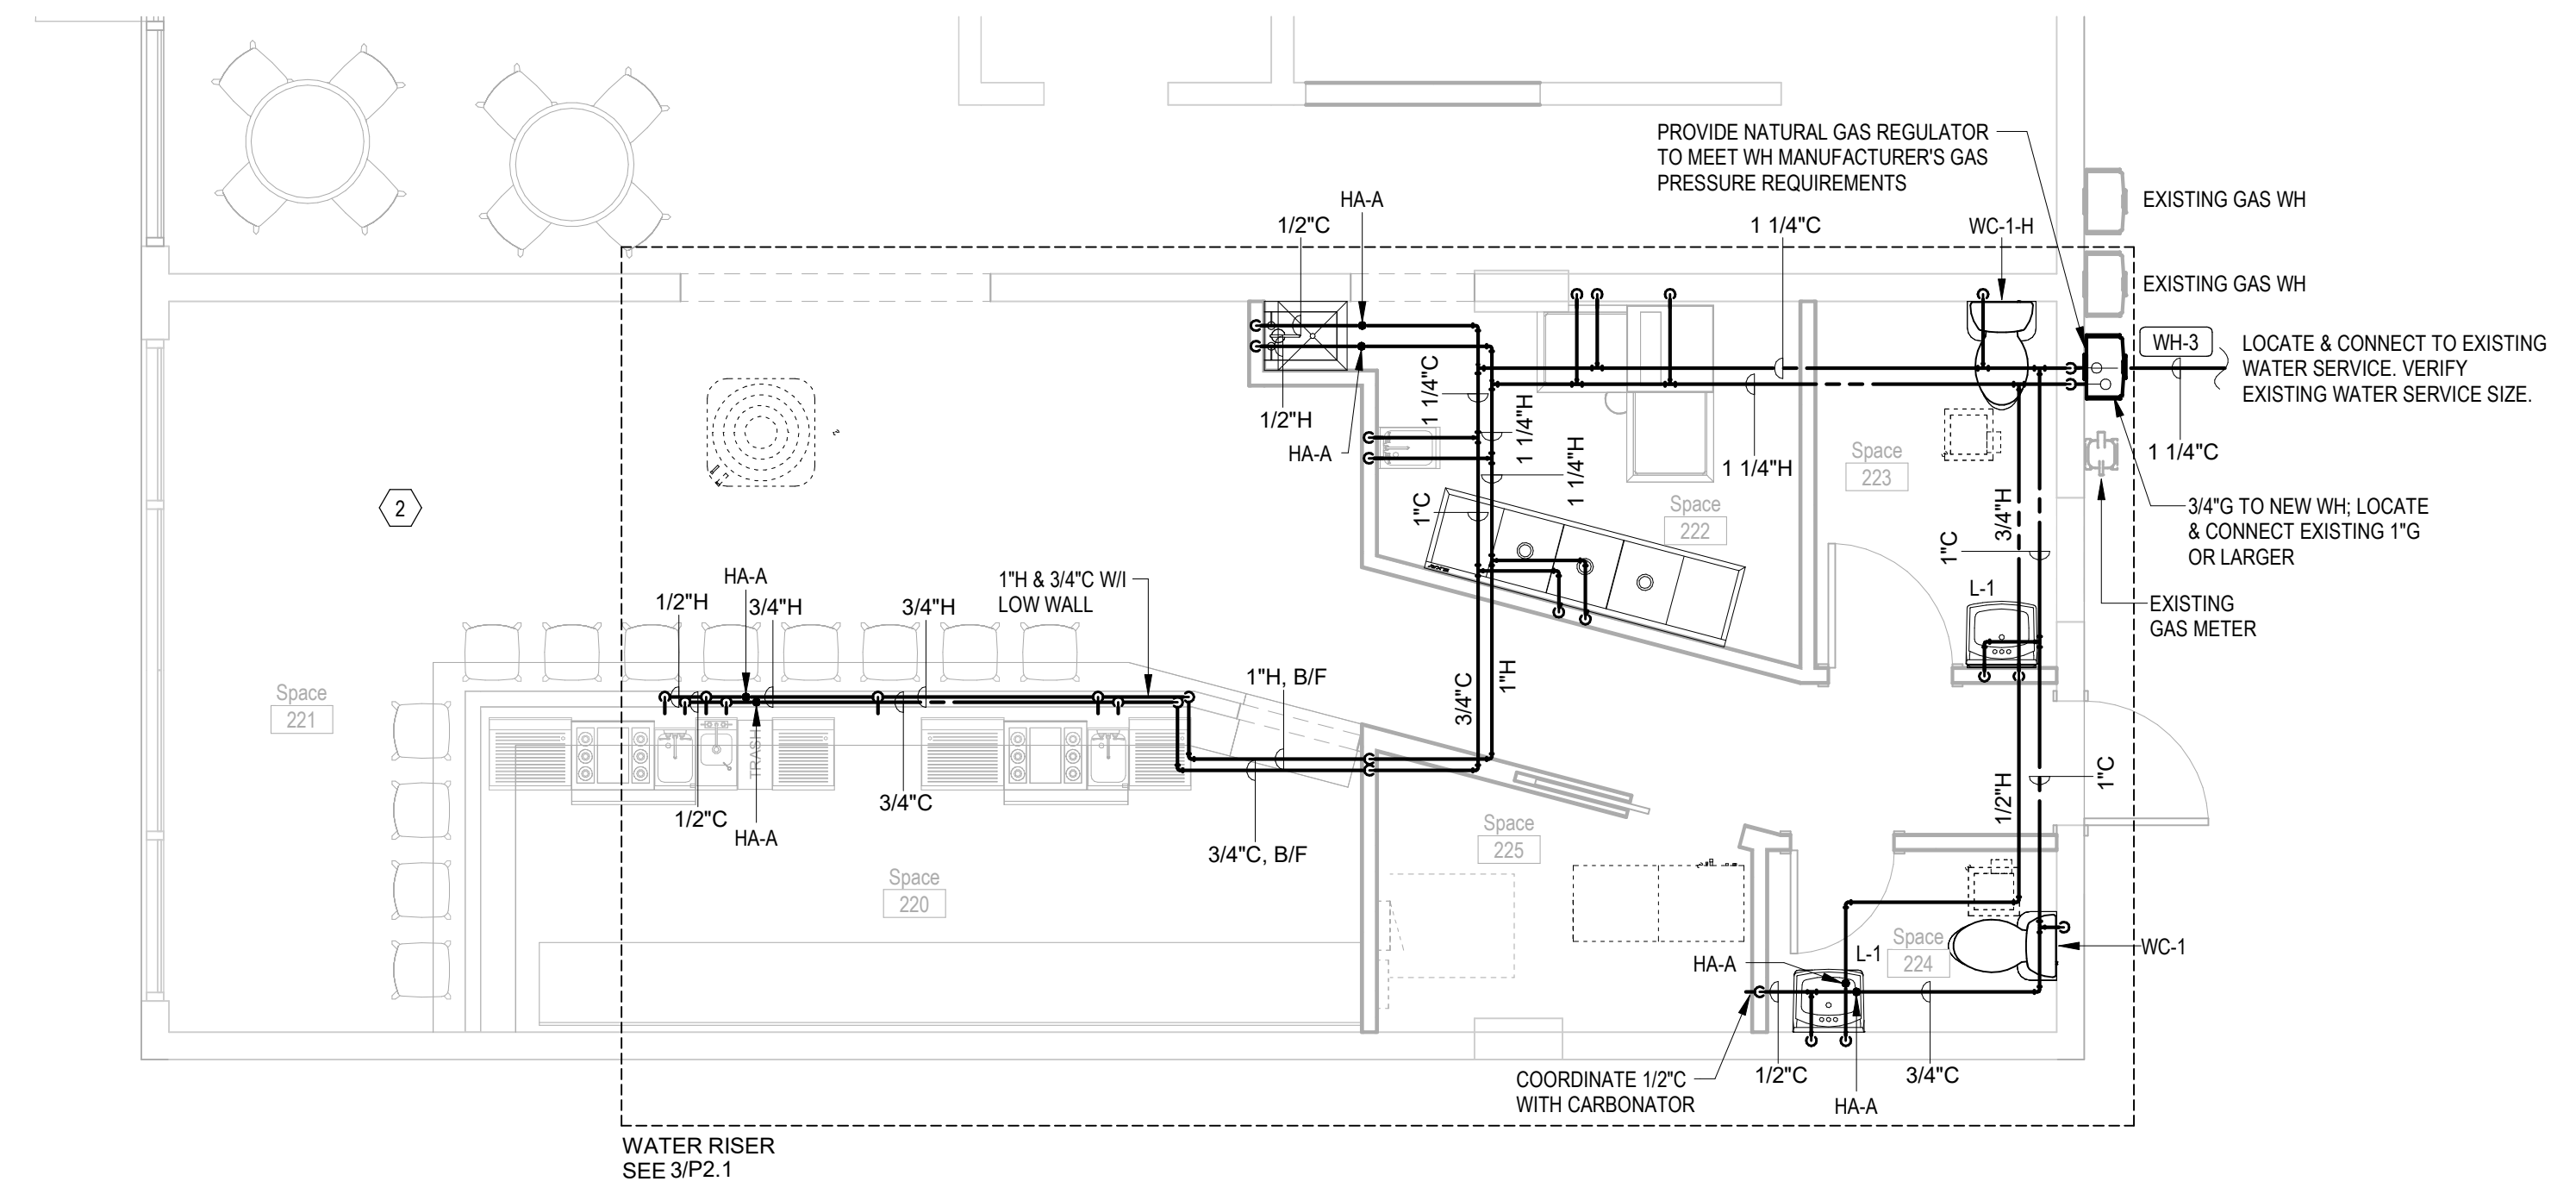 PROVIDE NATURAL GAS REGULATOR
TO MEET WH MANUFACTURER'S GAS
PRESSURE REQUIREMENTS
HA-A
1/2"C
1 1/4"C
WC-1-H
EXISTING GAS WH
EXISTING GAS WH
WH-3
LOCATE & CONNECT TO EXISTING
WATER SERVICE. VERIFY
EXISTING WATER SERVICE SIZE.
1 1/4"C
1/2"H
HA-A
1 1/4"C
1 1/4"H
1 1/4"H
1 1/4"H
1"C
Space
222
Space
223
3/4"H
1"C
3/4"G TO NEW WH; LOCATE
& CONNECT EXISTING 1"G
OR LARGER
EXISTING
GAS METER
L-1
2
HA-A
1/2"H
3/4"H
3/4"H
1"H & 3/4"C W/I
LOW WALL
1"H, B/F
3/4"C
1"H
Space
221
TRASH
1/2"C
HA-A
3/4"C
3/4"C, B/F
Space
225
1/2"H
1"C
Space
220
Space
224
L-1
WC-1
HA-A
COORDINATE 1/2"C
WITH CARBONATOR
1/2"C
3/4"C
HA-A
WATER RISER
SEE 3/P2.1